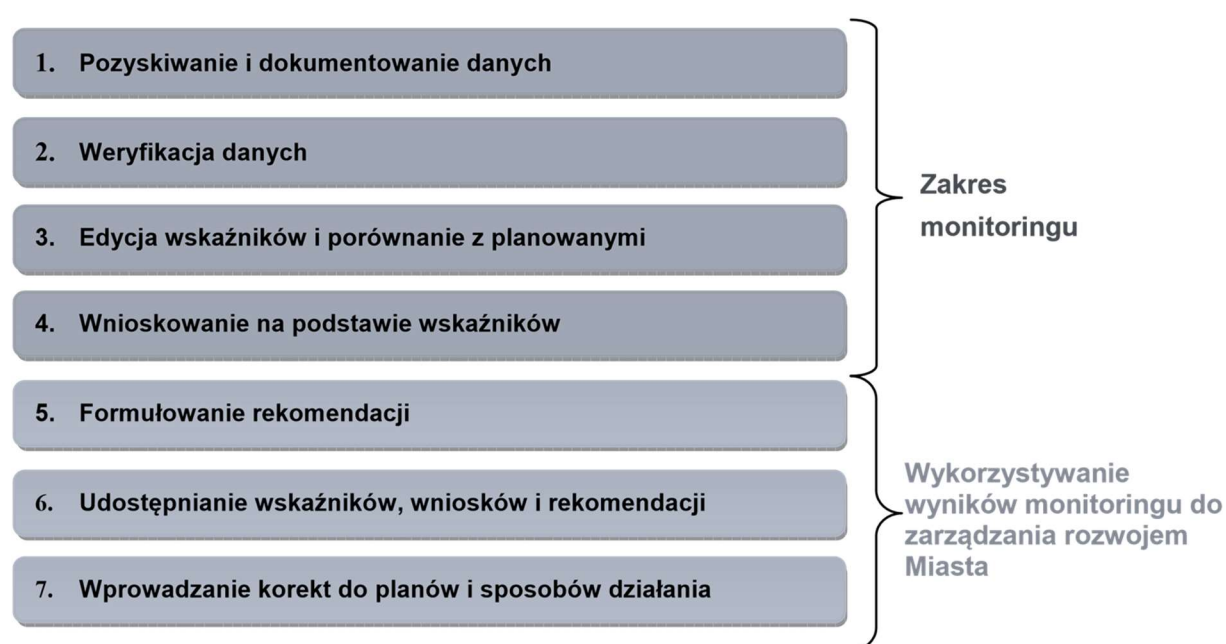 1. Pozyskiwanie i dokumentowanie danych
2. Weryfikacja danych
3. Edycja wskaźników i porównanie z planowanymi
4. Wnioskowanie na podstawie wskaźników
Zakres
monitoringu
5. Formułowanie rekomendacji
6. Udostępnianie wskaźników, wniosków i rekomendacji
7. Wprowadzanie korekt do planów i sposobów działania
Wykorzystywanie
wyników monitoringu do
zarządzania rozwojem
Miasta